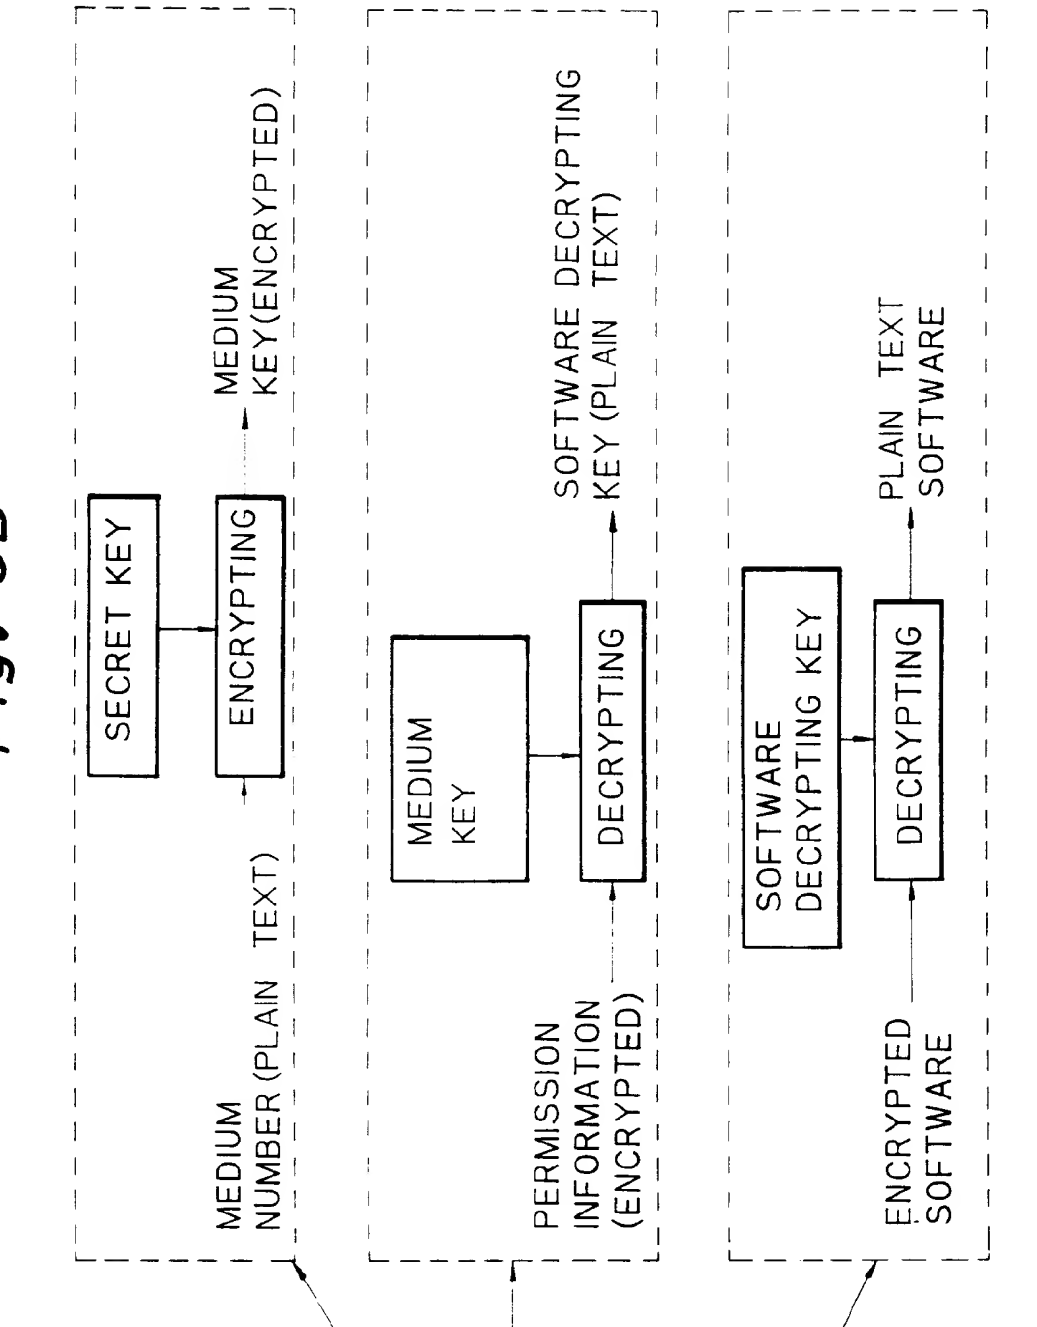 SECRET KEY
MEDIUM
NUMBER (PLAIN TEXT)
ENCRYPTING
MEDIUM
KEY(ENCRYPTED)
MEDIUM
KEY
PERMISSION
INFORMATION
(ENCRYPTED)
DECRYPTING
SOFTWARE DECRYPTING
KEY (PLAIN TEXT)
SOFTWARE
DECRYPTING KEY
ENCRYPTED
SOFTWARE
DECRYPTING
PLAIN TEXT
SOFTWARE